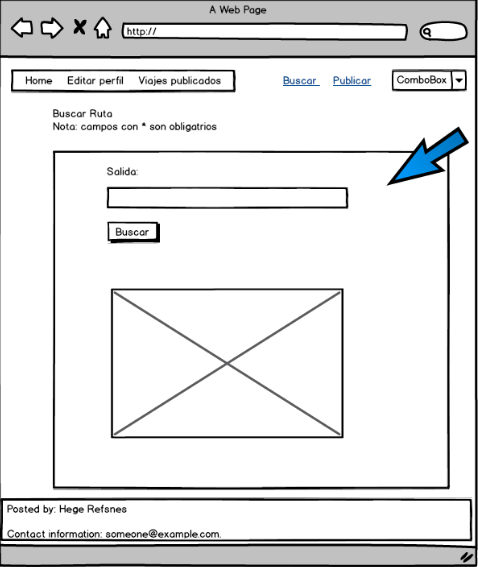 A Web Page
http://
Home Editar perfil Viajes publicados Buscar Publicar ComboBox
Buscar Ruta
Nota: campos con * son obligatrios
Salida:
Buscar
Posted by: Hege Refsnes
Contact information: someone@example.com.